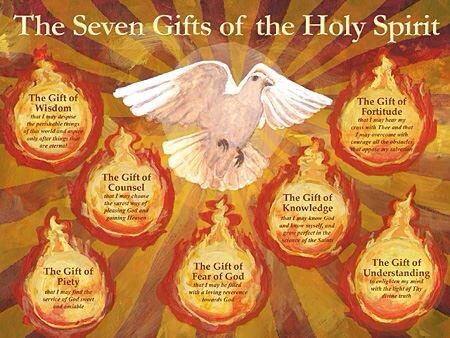 The Seven Gifts of the Holy Spirit
The Gift of
Wisdom
that I may despise
the perishable things
of this world and aspire
only after things that
are eternal.
The Gift of
Fortitude
that I may bear my
cross with Thee and that
I may overcome with
courage all the obstacles
that oppose my salvation
The Gift of
Counsel
that I may choose
the surest way of
pleasing God and
gaining Heaven
The Gift of
Knowledge
that I may know God
and know myself, and
grow perfect in the
science of the Saints
The Gift of
Piety
that I may find the
service of God sweet
and amiable
The Gift of
Fear of God
that I may be filled
with a loving reverence
towards God
The Gift of
Understanding
to enlighten my mind
with the light of Thy
divine truth